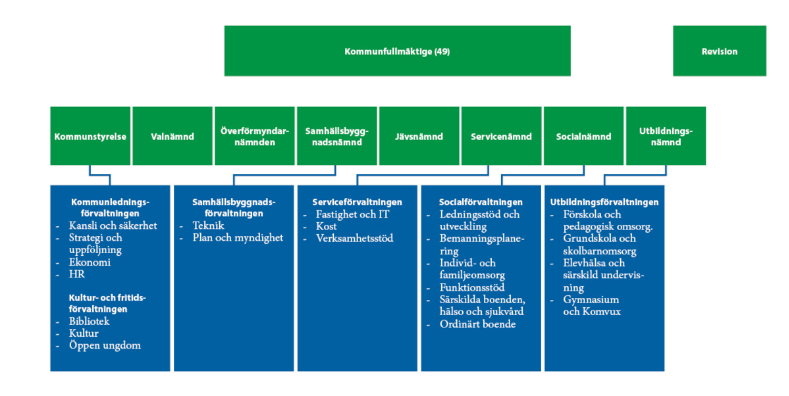 Kommunfullmäktige (49)
Revision
Kommunstyrelse
Valnämnd
Överförmyndar-
nämnden
Samhällsbygg-
nadsnämnd
Jävsnämnd
Servicenämnd
Socialnämnd
Utbildnings-
nämnd
Kommunlednings-
förvaltningen
- Kansli och säkerhet
- Strategi och
uppföljning
- Ekonomi
- HR
Kultur- och fritids-
förvaltningen
- Bibliotek
- Kultur
- Öppen ungdom
Samhällsbyggnads-
förvaltningen
- Teknik
- Plan och myndighet
Serviceförvaltningen
- Fastighet och IT
- Kost
- Verksamhetsstöd
Socialförvaltningen
- Ledningsstöd och
utveckling
- Bemanningsplane-
ring
- Individ- och
familjeomsorg
- Funktionsstöd
- Särskilda boenden,
hälso och sjukvård
- Ordinärt boende
Utbildningsförvaltningen
- Förskola och
pedagogisk omsorg.
- Grundskola och
skolbarnomsorg
- Elevhälsa och
särskild undervis-
ning
- Gymnasium
och Komvux